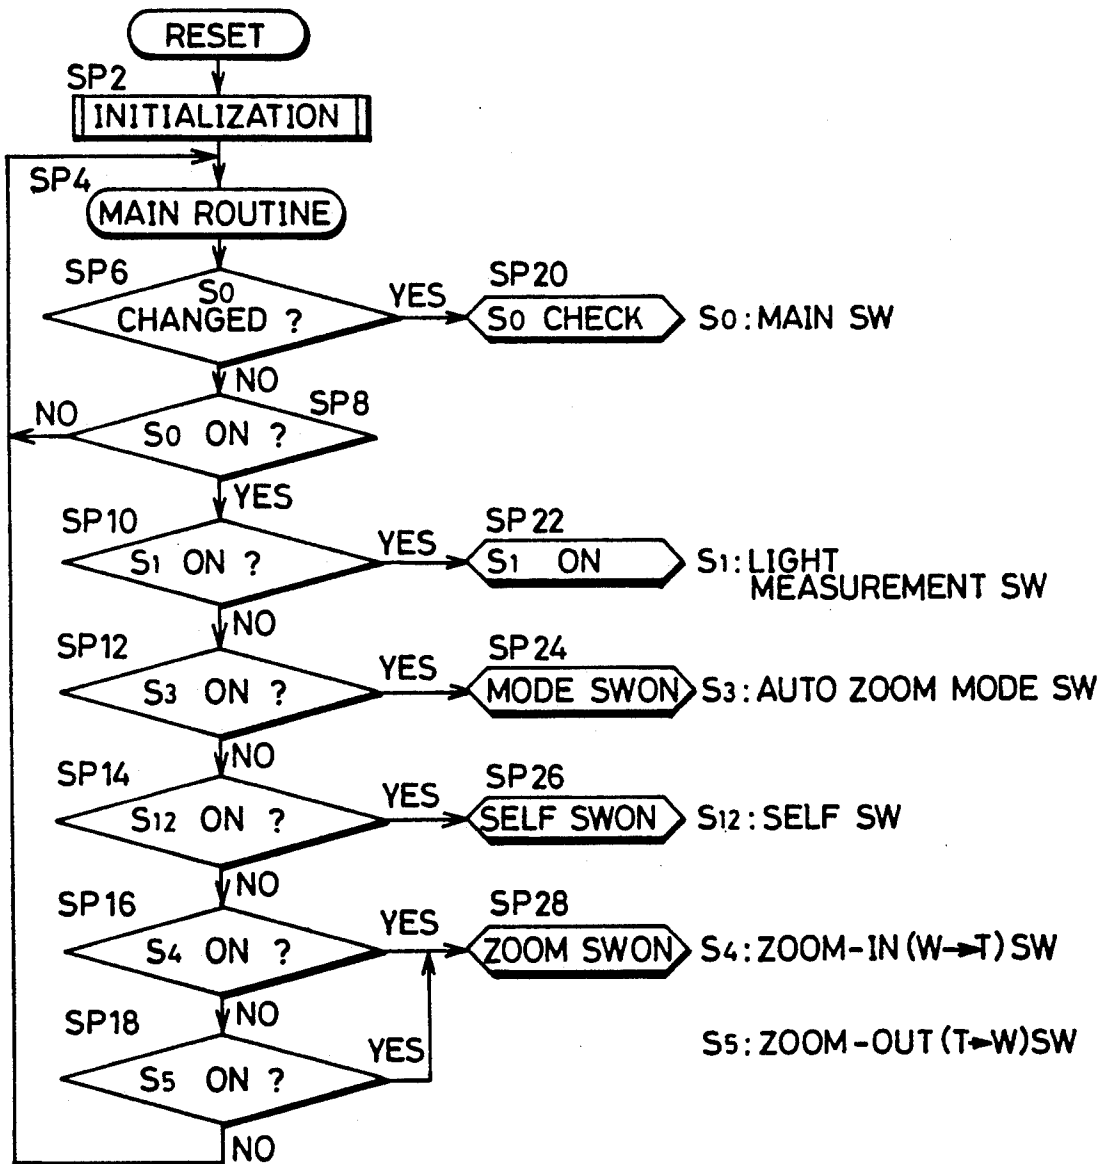 RESET
SP2
INITIALIZATION
SP4
MAIN ROUTINE
SP6
S0
CHANGED ?
YES
SP20
S0 CHECK
S0:MAIN SW
NO
SP8
NO
S0 ON ?
YES
SP10
S1 ON ?
YES
SP22
S1 ON
S1:LIGHT
MEASUREMENT SW
NO
SP12
S3 ON ?
YES
SP24
MODE SWON
S3:AUTO ZOOM MODE SW
NO
SP14
S12 ON ?
YES
SP26
SELF SWON
S12:SELF SW
NO
SP16
S4 ON ?
YES
SP28
ZOOM SWON
S4:ZOOM-IN(W→T)SW
NO
SP18
S5 ON ?
YES
S5:ZOOM-OUT(T→W)SW
NO